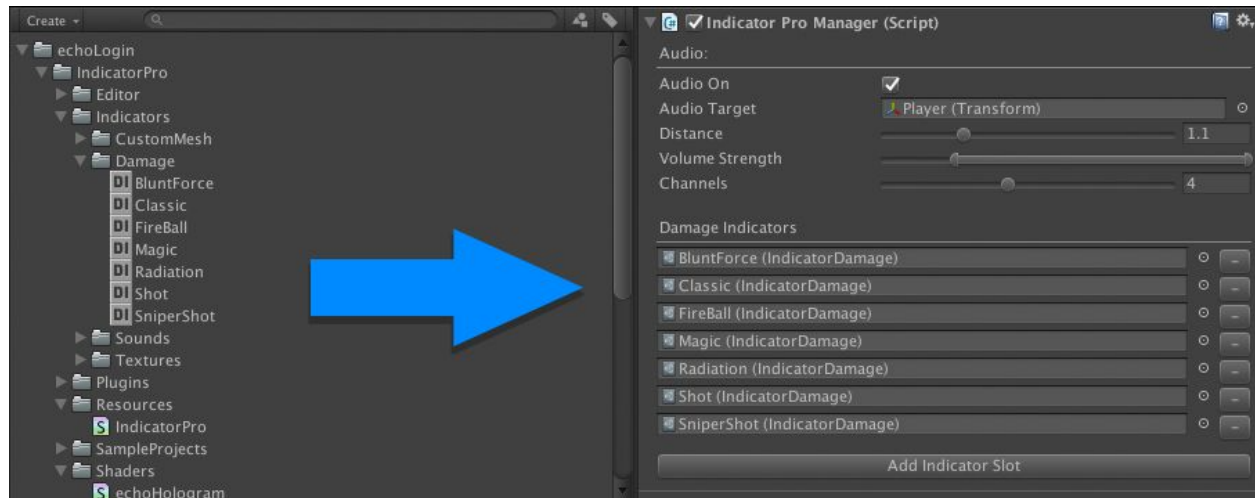 Create
echoLogin
IndicatorPro
Editor
Indicators
CustomMesh
Damage
DI BluntForce
DI Classic
DI FireBall
DI Magic
DI Radiation
DI Shot
DI SniperShot
Sounds
Textures
Plugins
Resources
S IndicatorPro
SampleProjects
Shaders
S echoHologram
Indicator Pro Manager (Script)
Audio:
Audio On
Audio Target Player (Transform)
Distance 1.1
Volume Strength
Channels 4
Damage Indicators
BluntForce (IndicatorDamage) -
Classic (IndicatorDamage) -
FireBall (IndicatorDamage) -
Magic (IndicatorDamage) -
Radiation (IndicatorDamage) -
Shot (IndicatorDamage) -
SniperShot (IndicatorDamage) -
Add Indicator Slot